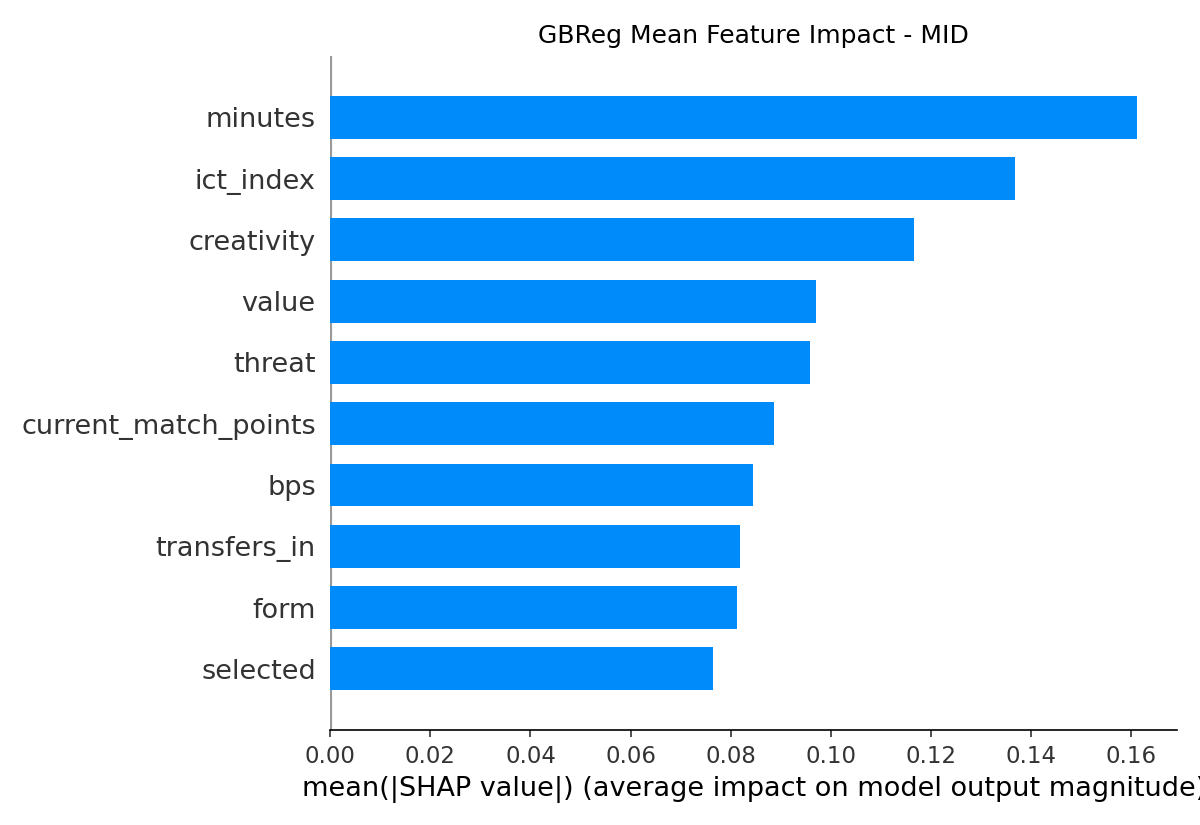 GBReg Mean Feature Impact - MID
minutes
ict_index
creativity
value
threat
current_match_points
bps
transfers_in
form
selected
0.00 0.02 0.04 0.06 0.08 0.10 0.12 0.14 0.16
mean(|SHAP value|) (average impact on model output magnitude)